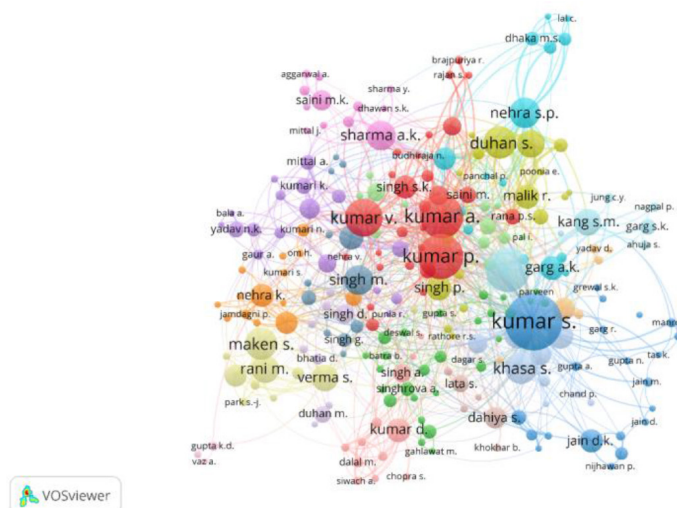 lal c.
dhaka m.s.
brajpuriya r.
rajan s.
aggarwal a.
sharma y.
saini m.k.
dhawan s.k.
nehra s.p.
mittal j.
sharma a.k.
duhan s.
budhiraja n.
mittal a.
panchal p.
poonia e.
kumari k.
singh s.k.
saini m.
malik r.
jung c.y.
nagpal p.
bala a.
kumar v.
kumar a.
rana p.s.
kang s.m.
garg s.k.
yadav n.k.
kumari n.
pal i.
ahuja s.
gaur a.
om h.
nehra v.
kumar p.
yadav d.
kumari s.
singh m.
garg a.k.
grewal s.k.
nehra k.
singh p.
parveen
jamdagni p.
singh d.
punia r.
gupta s.
kumar s.
mann
maken s.
singh g.
deswal s.
rathore r.s.
garg r.
bhatia d.
batra b.
dagar s.
gupta n.
tas k.
rani m.
verma s.
singh a.
khasa s.
gupta a.
jain m.
park s.-j.
singhrova a.
lata s.
chand p.
duhan m.
dahiya s.
jain d.
kumar d.
gupta k.d.
gahlawat m.
khokhar b.
jain d.k.
vaz a.
dalal m.
nijhawan p.
siwach a.
chopra s.
VOSviewer